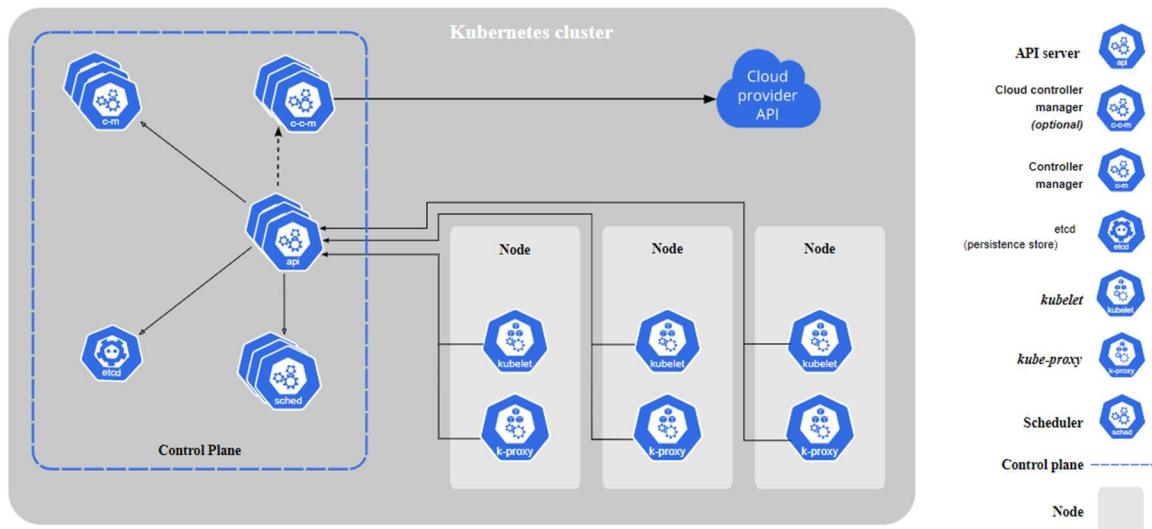 Kubernetes cluster
c-m
c-c-m
Cloud
provider
API
api
etcd
sched
Control Plane
Node
kubelet
k-proxy
Node
kubelet
k-proxy
Node
kubelet
k-proxy
API server
api
Cloud controller
manager
(optional)
c-c-m
Controller
manager
c-m
etcd
(persistence store)
etcd
kubelet
kubelet
kube-proxy
k-proxy
Scheduler
sched
Control plane
Node